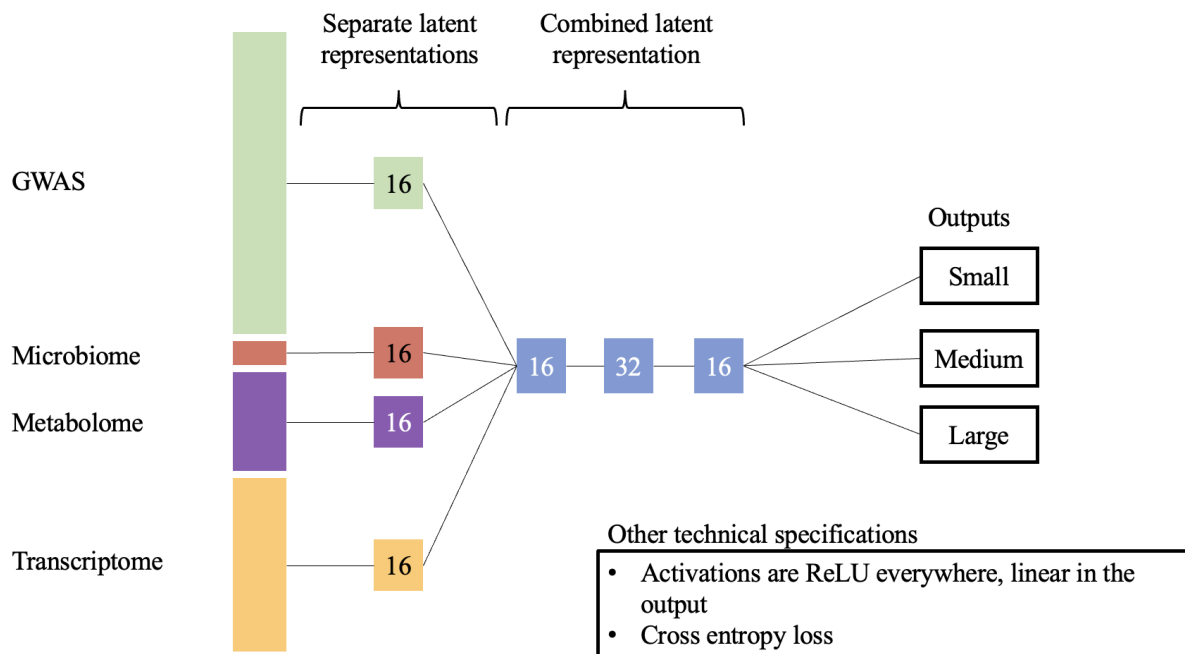 Separate latent
representations
Combined latent
representation
GWAS
16
Outputs
Small
Microbiome
16
16
32
16
Medium
Metabolome
16
Large
Transcriptome
16
Other technical specifications
• Activations are ReLU everywhere, linear in the
output
• Cross entropy loss